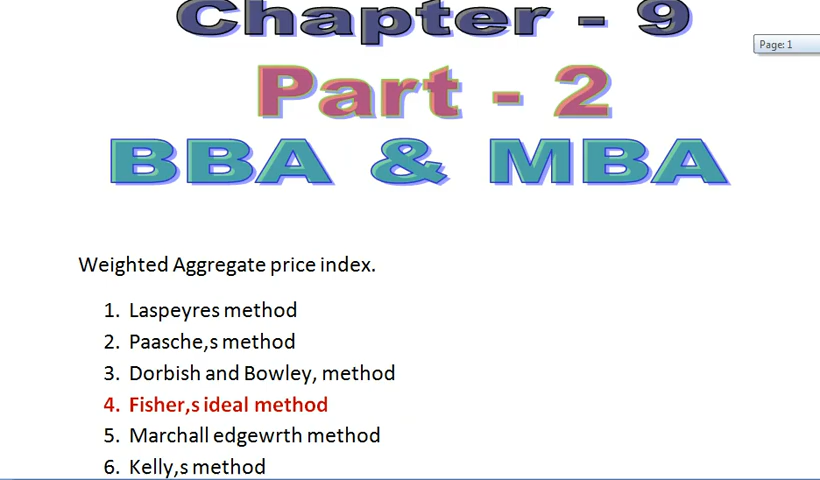 Chapter - 9
Page: 1
Part - 2
BBA & MBA
Weighted Aggregate price index.
1. Laspeyres method
2. Paasche,s method
3. Dorbish and Bowley, method
4. Fisher,s ideal method
5. Marchall edgewrth method
6. Kelly,s method